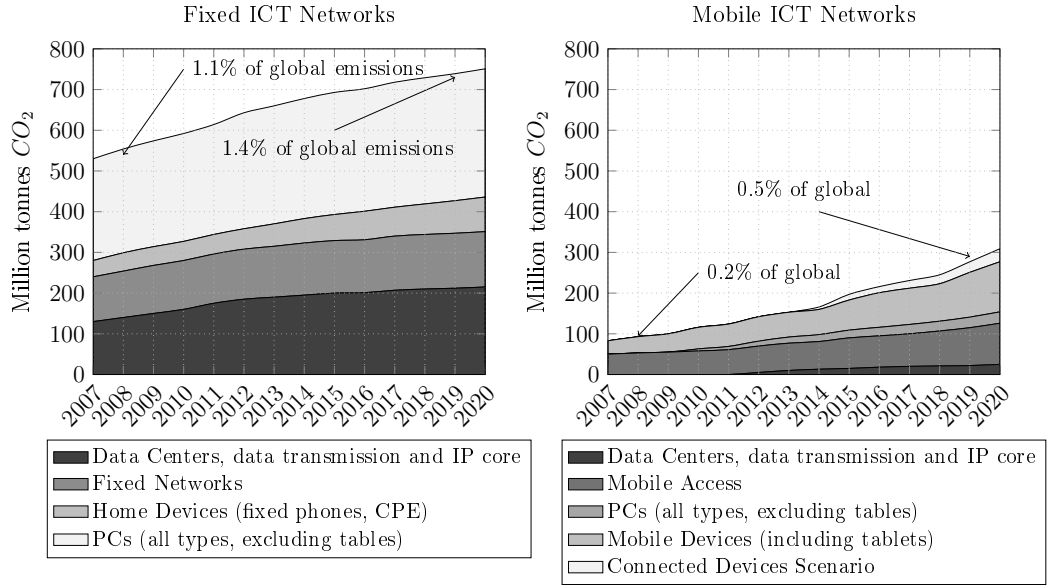 Fixed ICT Networks
Million tonnes CO2
800
700
600
500
400
300
200
100
0
1.1% of global emissions
1.4% of global emissions
2007
2008
2009
2010
2011
2012
2013
2014
2015
2016
2017
2018
2019
2020
Data Centers, data transmission and IP core
Fixed Networks
Home Devices (fixed phones, CPE)
PCs (all types, excluding tables)
Mobile ICT Networks
Million tonnes CO2
800
700
600
500
400
300
200
100
0
0.5% of global
0.2% of global
2007
2008
2009
2010
2011
2012
2013
2014
2015
2016
2017
2018
2019
2020
Data Centers, data transmission and IP core
Mobile Access
PCs (all types, excluding tables)
Mobile Devices (including tablets)
Connected Devices Scenario